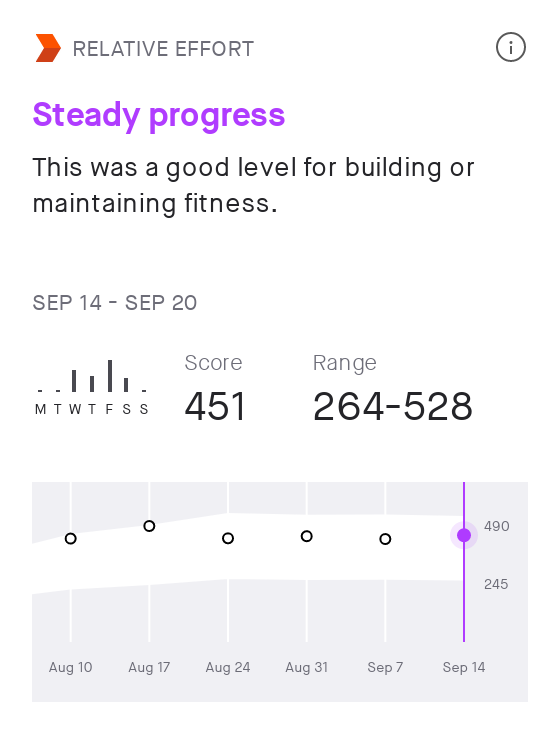 RELATIVE EFFORT
Steady progress
This was a good level for building or
maintaining fitness.
SEP 14 - SEP 20
Score
Range
451
264-528
M T W T F S S
490
245
Aug 10
Aug 17
Aug 24
Aug 31
Sep 7
Sep 14